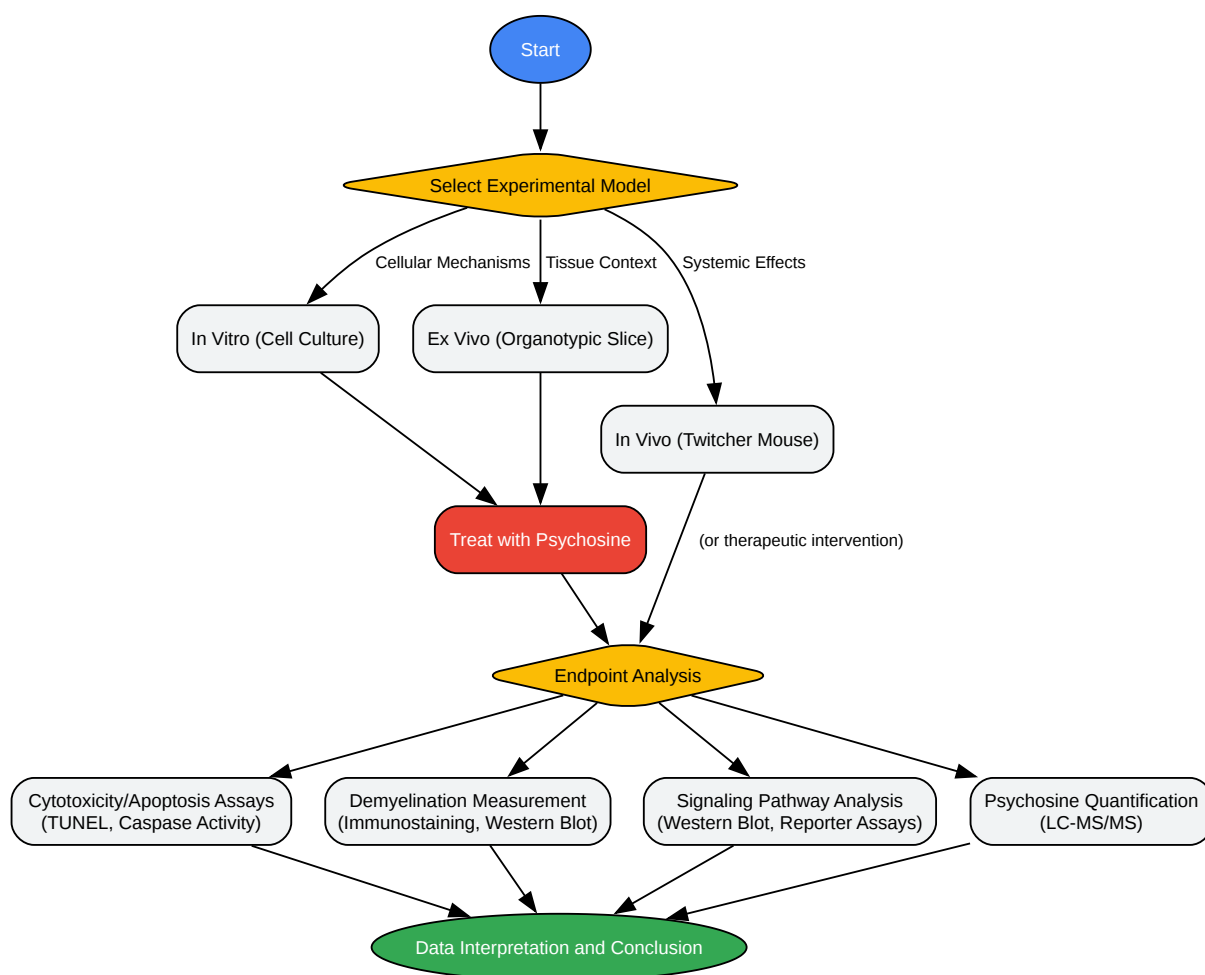 Start
Select Experimental Model
Cellular Mechanisms
Tissue Context
Systemic Effects
In Vitro (Cell Culture)
Ex Vivo (Organotypic Slice)
In Vivo (Twitcher Mouse)
Treat with Psychosine
(or therapeutic intervention)
Endpoint Analysis
Cytotoxicity/Apoptosis Assays
(TUNEL, Caspase Activity)
Demyelination Measurement
(Immunostaining, Western Blot)
Signaling Pathway Analysis
(Western Blot, Reporter Assays)
Psychosine Quantification
(LC-MS/MS)
Data Interpretation and Conclusion